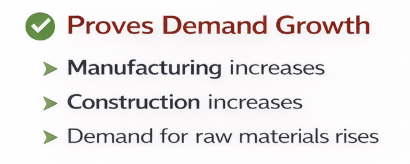 Proves Demand Growth
Manufacturing increases
Construction increases
Demand for raw materials rises